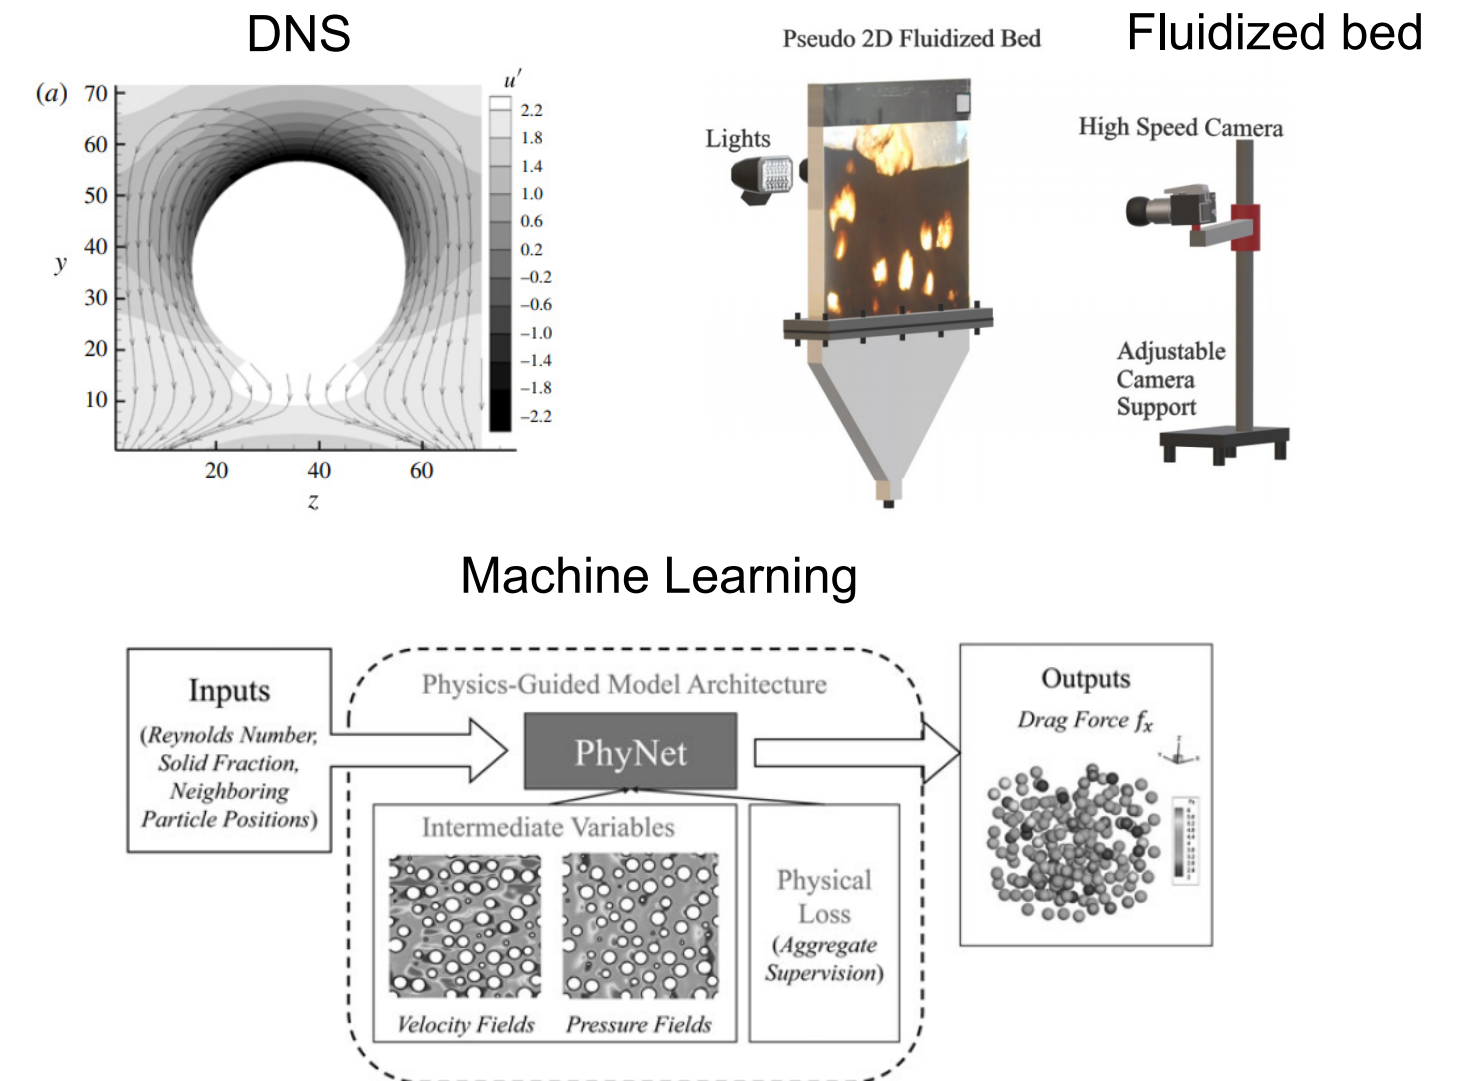 DNS
(a)
70
60
50
40
30
20
10
y
20 40 60
z
u′
2.2
1.8
1.4
1.0
0.6
0.2
−0.2
−0.6
−1.0
−1.4
−1.8
−2.2
Fluidized bed
Pseudo 2D Fluidized Bed
Lights
High Speed Camera
Adjustable
Camera
Support
Machine Learning
Inputs
(Reynolds Number,
Solid Fraction,
Neighboring
Particle Positions)
Physics-Guided Model Architecture
PhyNet
Intermediate Variables
Velocity Fields
Pressure Fields
Physical
Loss
(Aggregate
Supervision)
Outputs
Drag Force fx